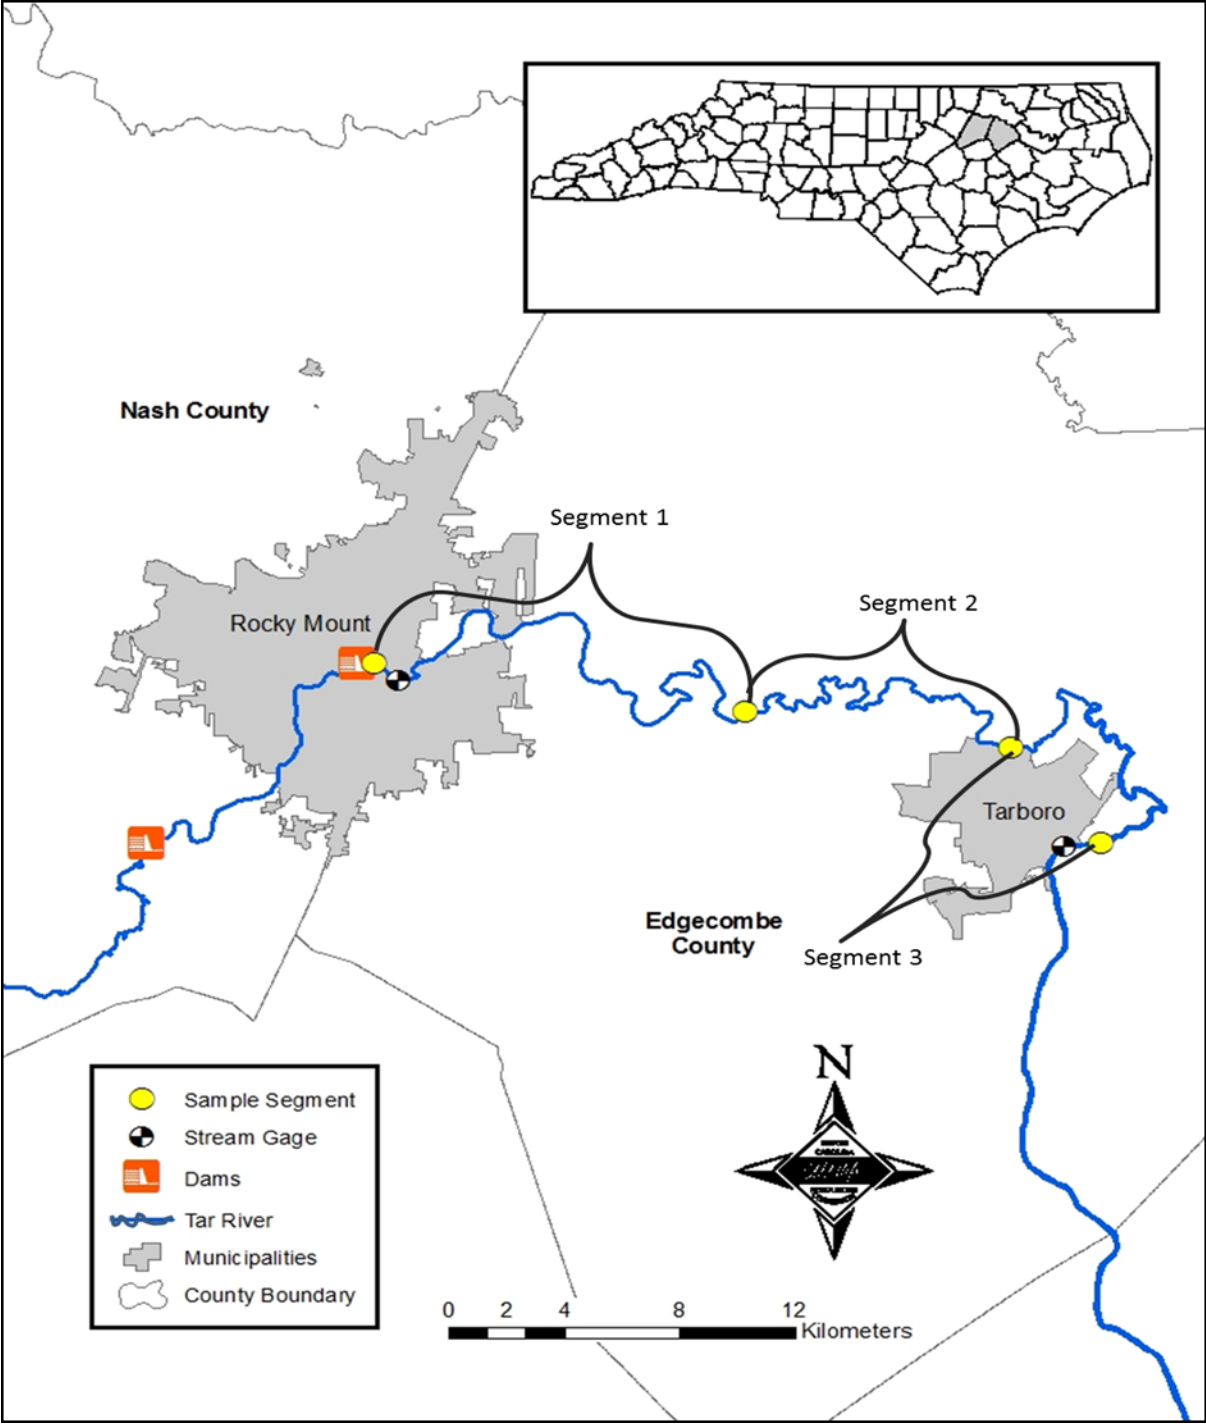 Nash County
Segment 1
Segment 2
Rocky Mount
Tarboro
Edgecombe
County
Segment 3
N
CAROLINA
Sample Segment
Stream Gage
Dams
Tar River
Municipalities
County Boundary
0 2 4 8 12
Kilometers